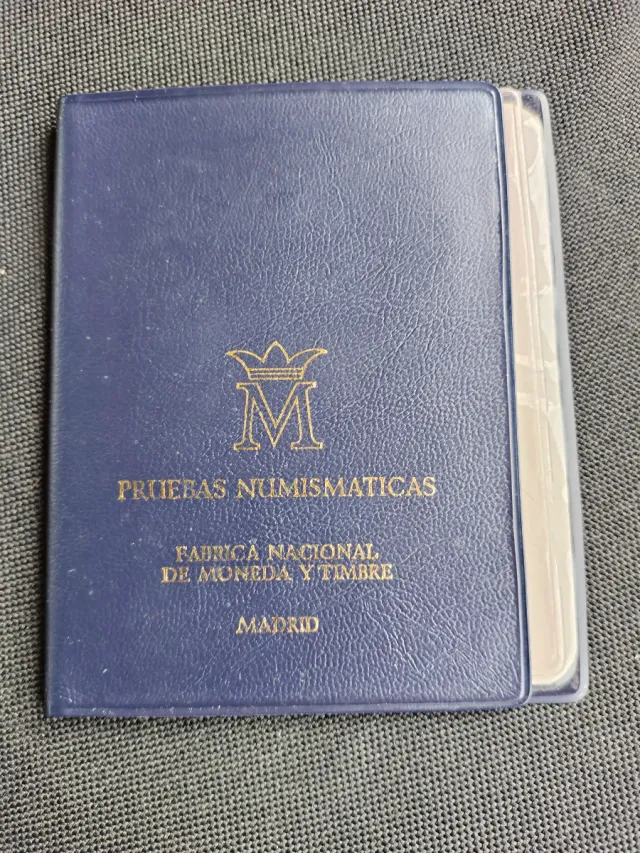 M
PRUEBAS NUMISMATICAS
FABRICA NACIONAL
DE MONEDA Y TIMBRE
MADRID